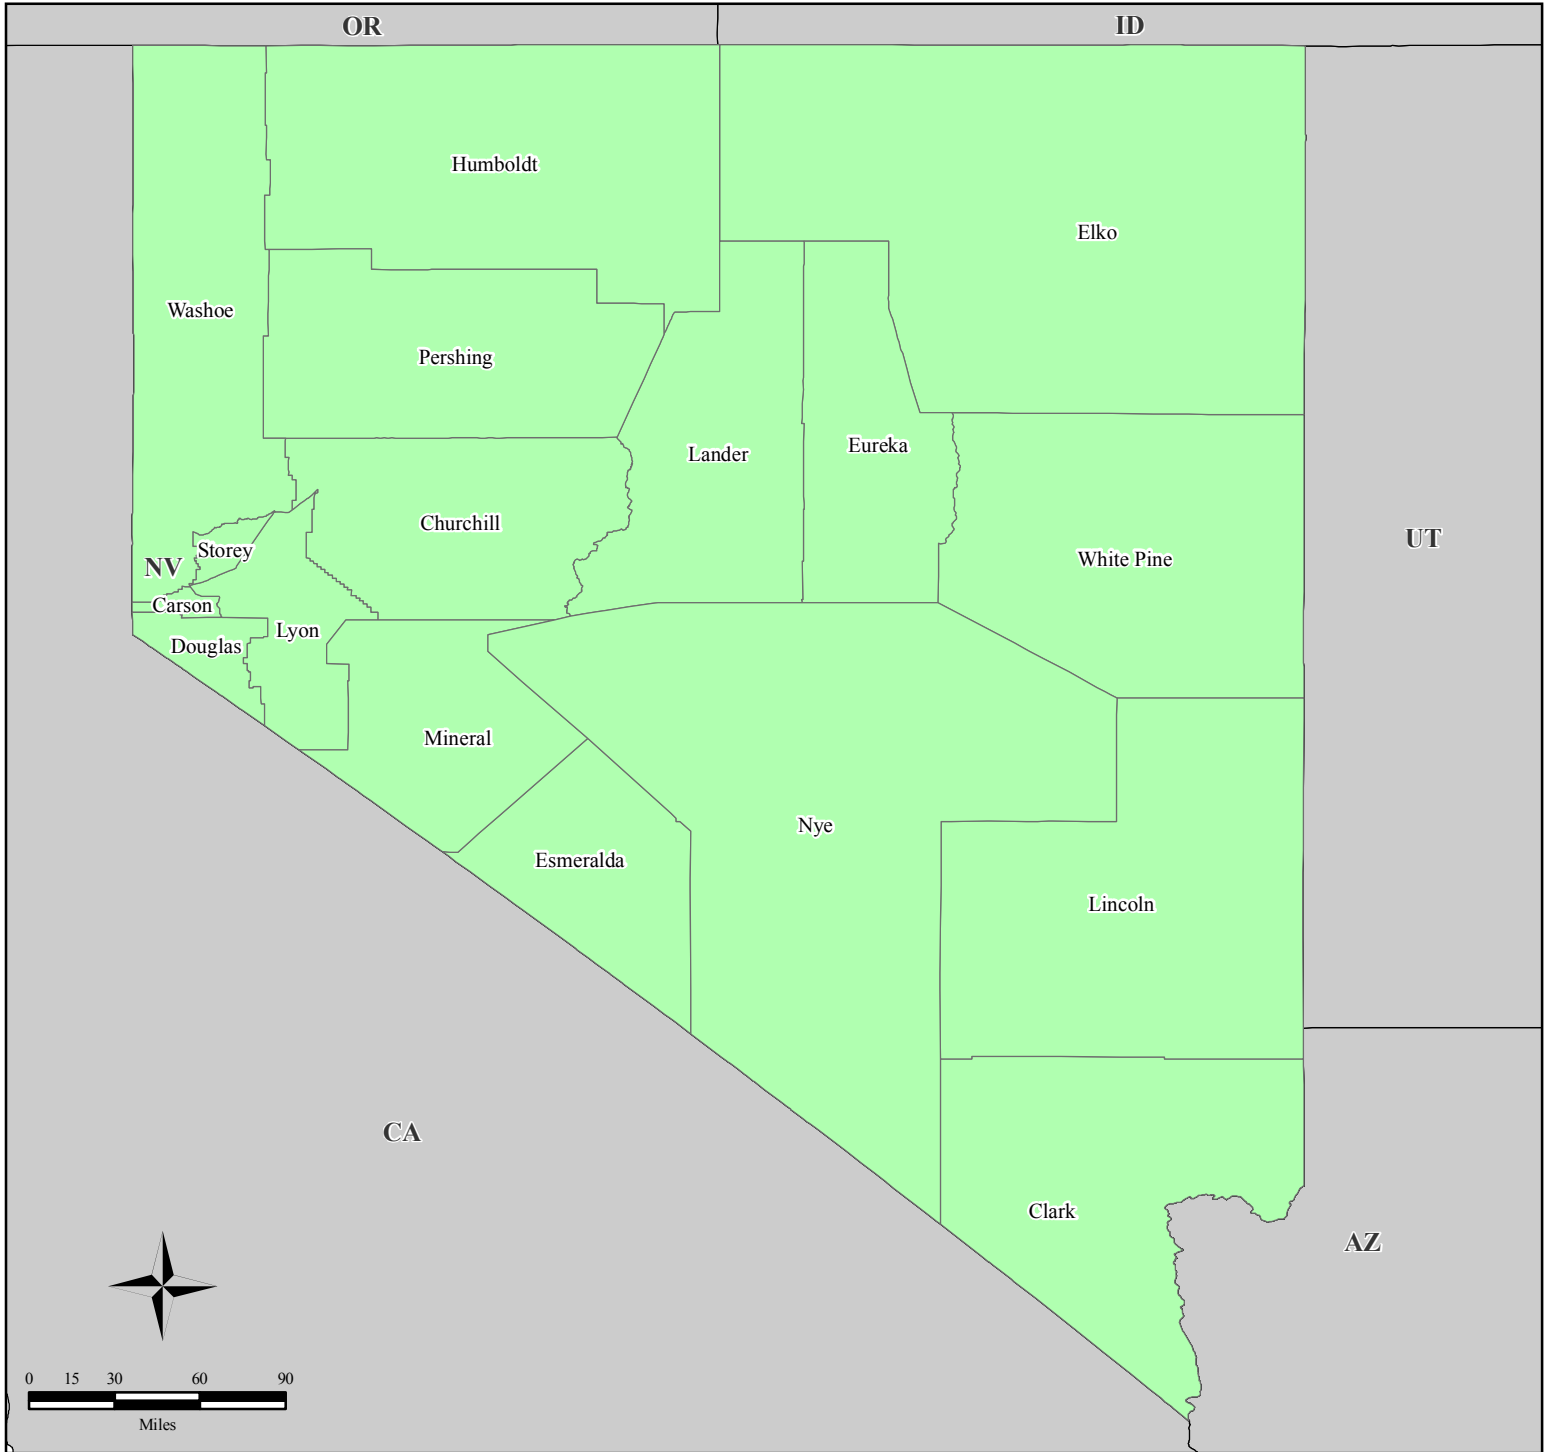 OR
ID
Humboldt
Elko
Washoe
Pershing
Lander
Eureka
Churchill
UT
Storey
White Pine
NV
Carson
Lyon
Douglas
Mineral
Nye
Esmeralda
Lincoln
CA
Clark
AZ
0 15 30 60 90
Miles